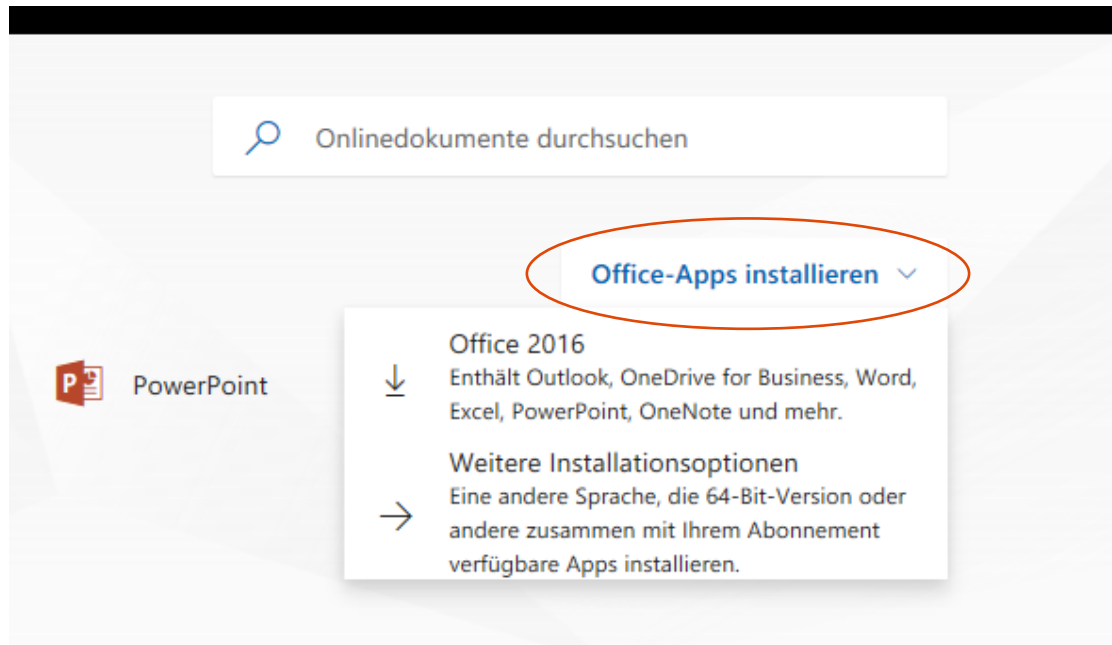 Onlinedokumente durchsuchen
Office-Apps installieren
Office 2016
Enthält Outlook, OneDrive for Business, Word,
Excel, PowerPoint, OneNote und mehr.
P
PowerPoint
Weitere Installationsoptionen
Eine andere Sprache, die 64-Bit-Version oder
andere zusammen mit Ihrem Abonnement
verfügbare Apps installieren.